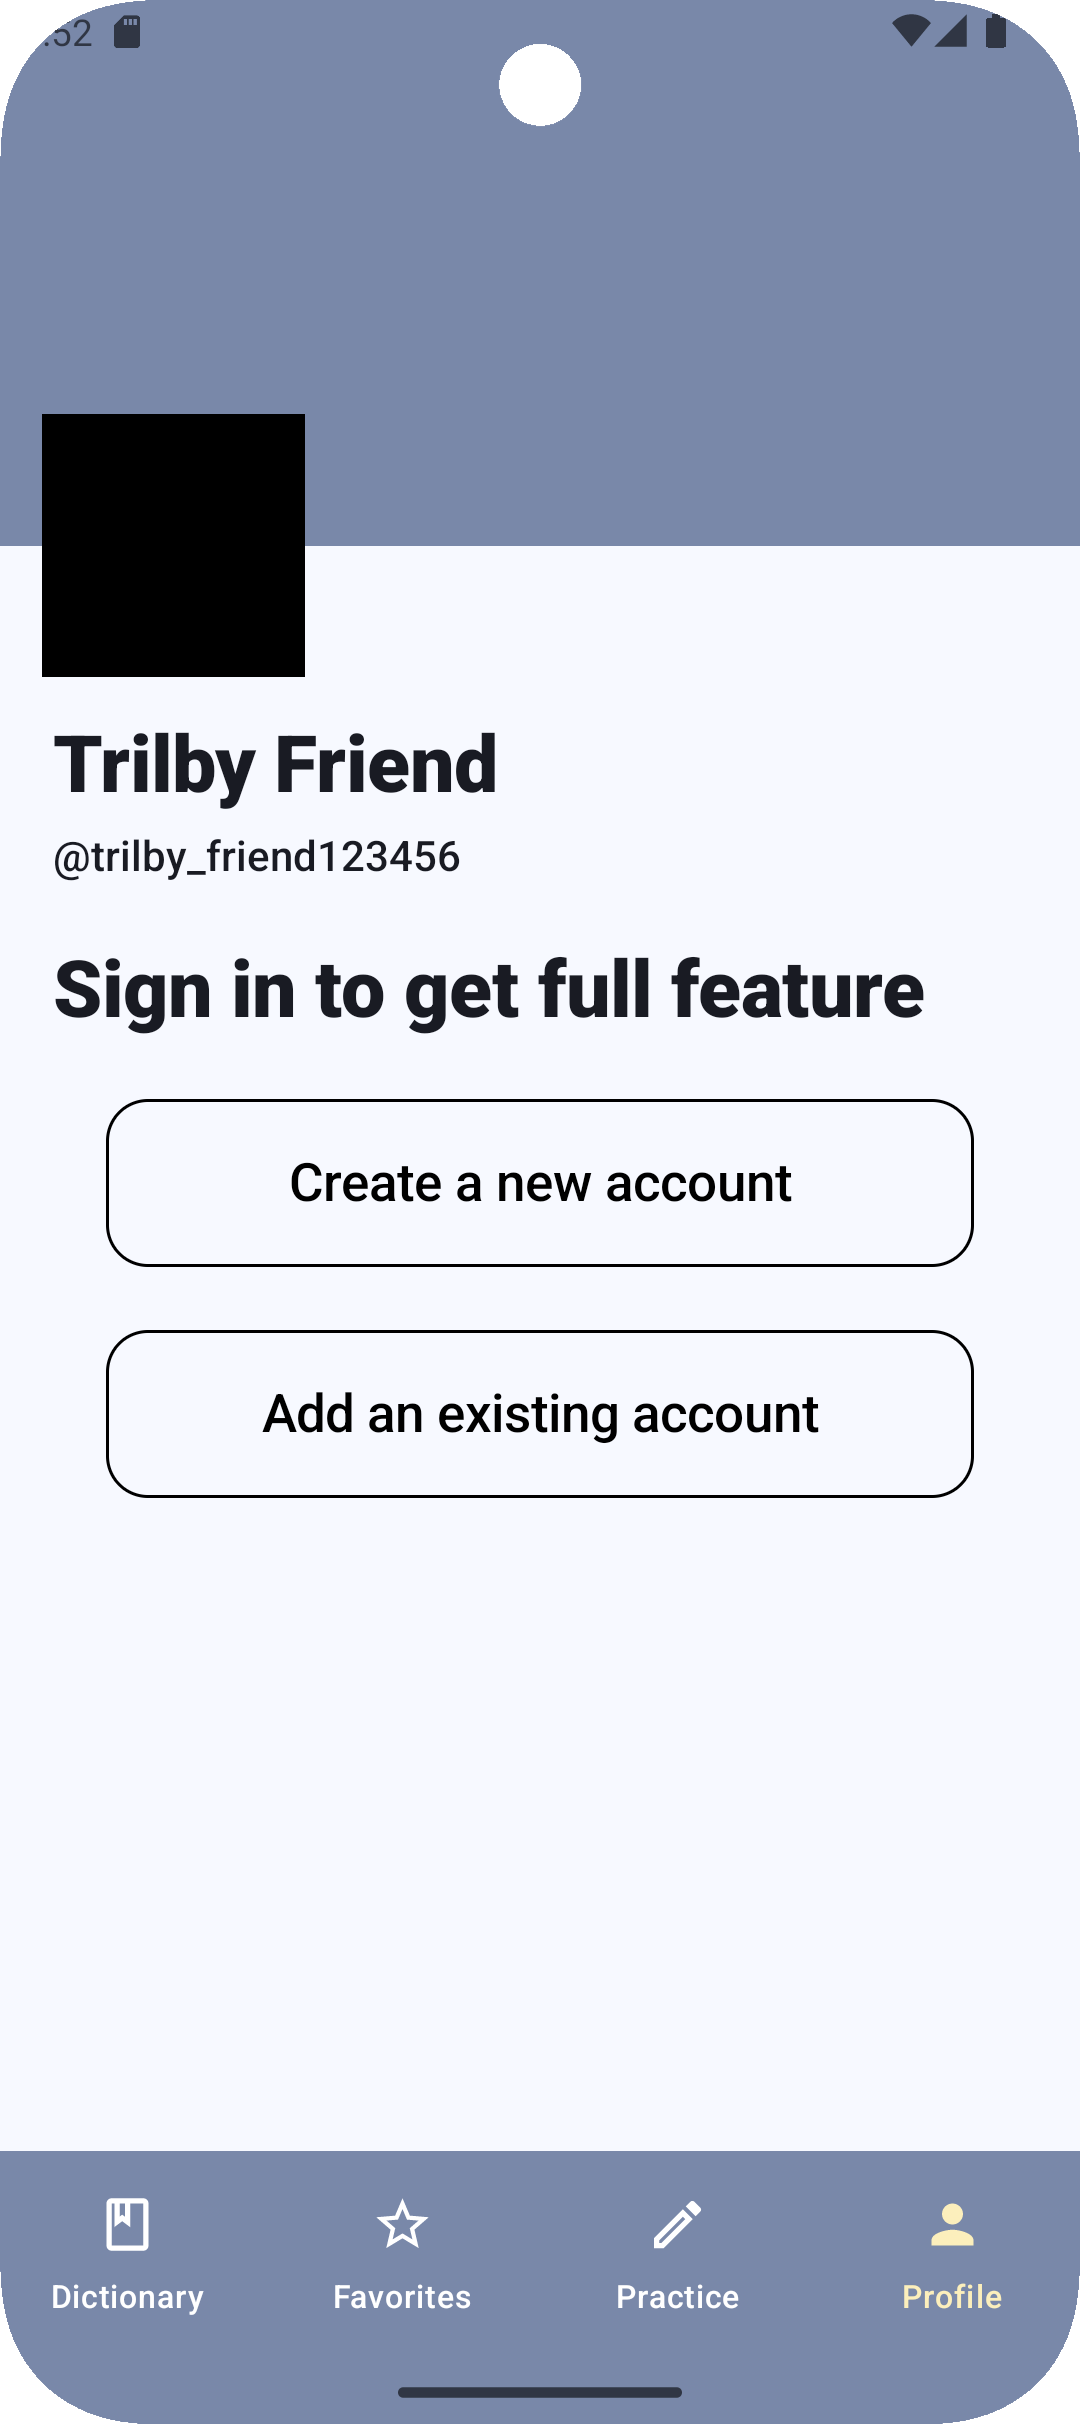 :52
Trilby Friend
@trilby_friend123456
Sign in to get full feature
Create a new account
Add an existing account
Dictionary
Favorites
Practice
Profile